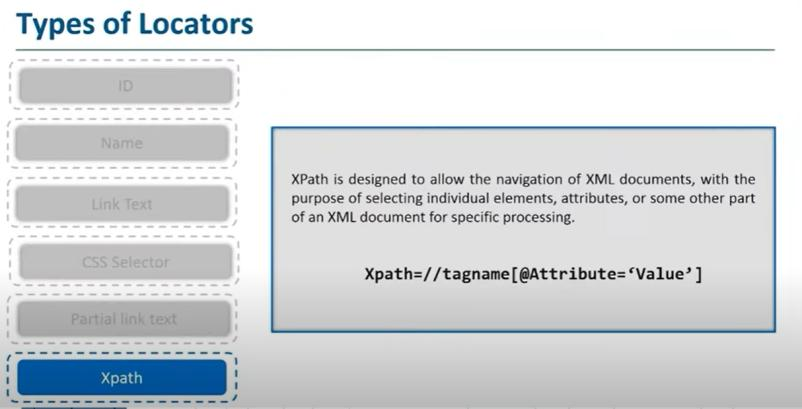 Types of Locators
ID
Name
Link Text
CSS Selector
Partial link text
Xpath
XPath is designed to allow the navigation of XML documents, with the
purpose of selecting individual elements, attributes, or some other part
of an XML document for specific processing.
Xpath=//tagname[@Attribute=‘Value’]